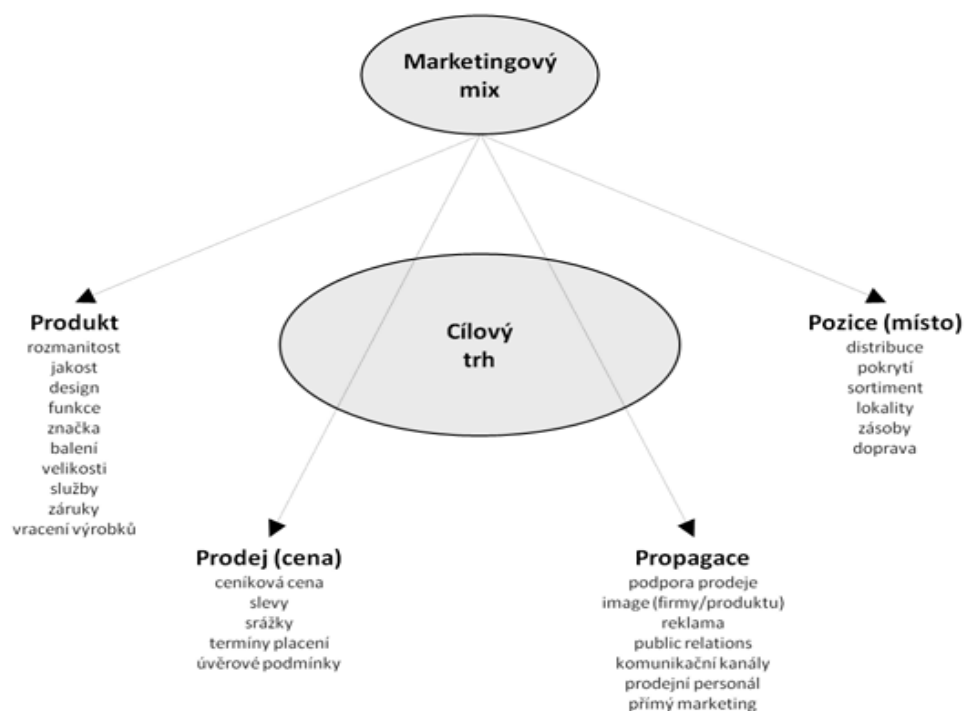 Marketingový
mix
Cílový
trh
Produkt
rozmanitost
jakost
design
funkce
značka
balení
velikosti
služby
záruky
vracení výrobků
Prodej (cena)
ceníková cena
slevy
srážky
termíny placení
úvěrové podmínky
Propagace
podpora prodeje
image (firmy/produktu)
reklama
public relations
komunikační kanály
prodejní personál
přímý marketing
Pozice (místo)
distribuce
pokrytí
sortiment
lokality
zásoby
doprava